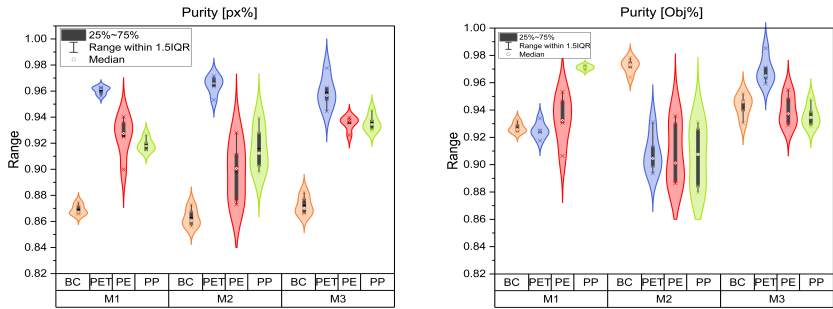 Purity [px%]
25%~75%
Range within 1.5IQR
Median
Range
1.00
0.98
0.96
0.94
0.92
0.90
0.88
0.86
0.84
0.82
BC PET PE PP BC PET PE PP BC PET PE PP
M1 M2 M3
Purity [Obj%]
25%~75%
Range within 1.5IQR
Median
Range
1.00
0.98
0.96
0.94
0.92
0.90
0.88
0.86
0.84
0.82
BC PET PE PP BC PET PE PP BC PET PE PP
M1 M2 M3